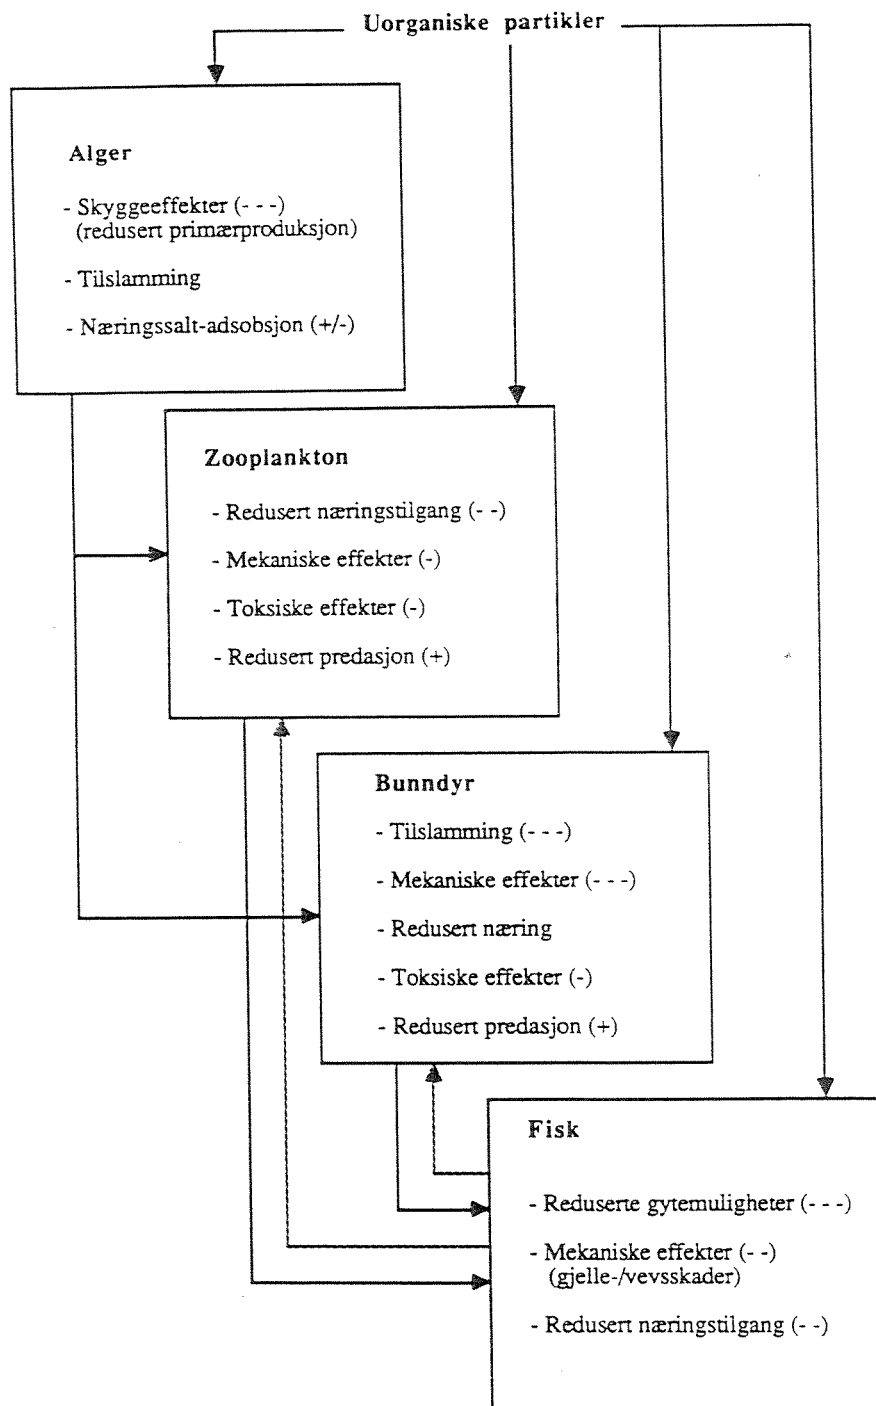 Uorganiske partikler
Alger
- Skyggeeffekter (- - -)
(redusert primærproduksjon)
- Tilslamming
- Næringssalt-adsobsjon (+/-)
Zooplankton
- Redusert næringstilgang (- -)
- Mekaniske effekter (-)
- Toksiske effekter (-)
- Redusert predasjon (+)
Bunndyr
- Tilslamming (- - -)
- Mekaniske effekter (- - -)
- Redusert næring
- Toksiske effekter (-)
- Redusert predasjon (+)
Fisk
- Reduserte gytemuligheter (- - -)
- Mekaniske effekter (- -)
(gjelle-/vevsskader)
- Redusert næringstilgang (- -)